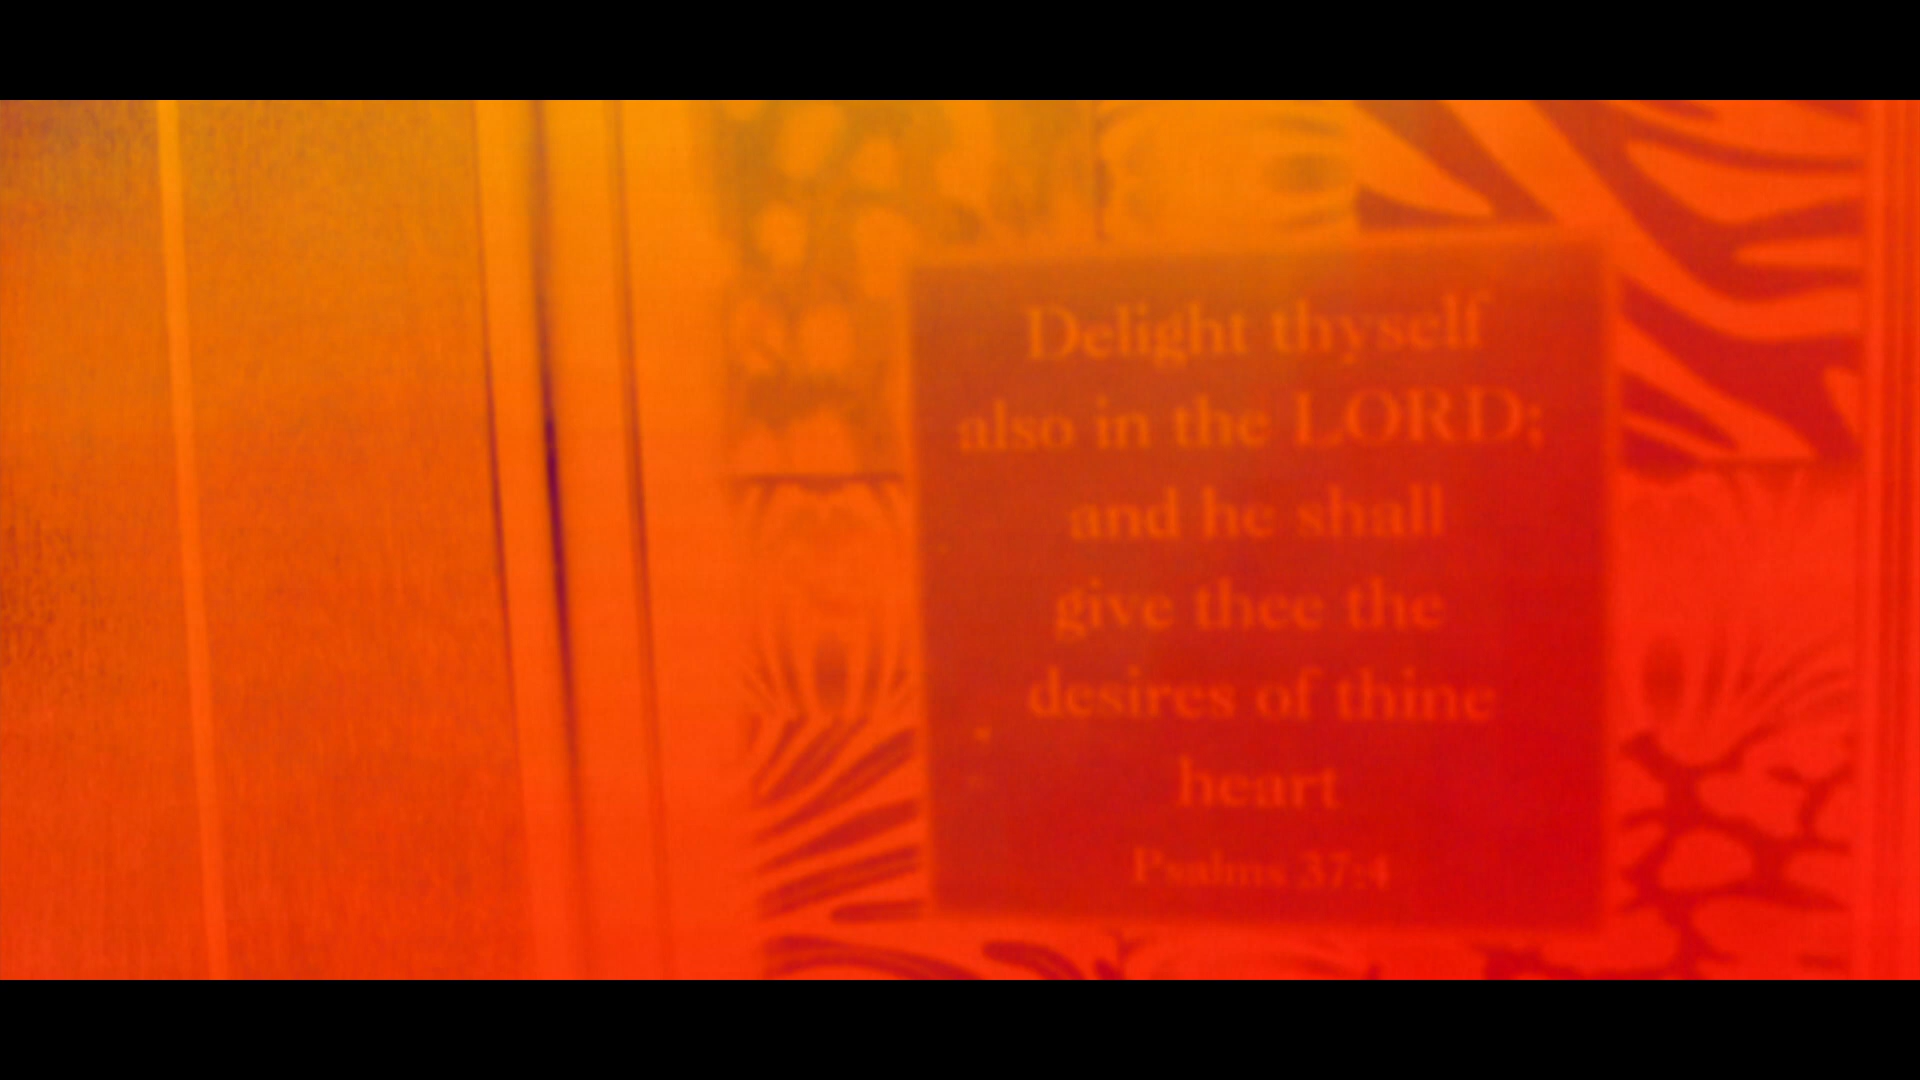 Delight thyself
also in the LORD;
and he shall
give thee the
desires of thine
heart
Psalms 37:4